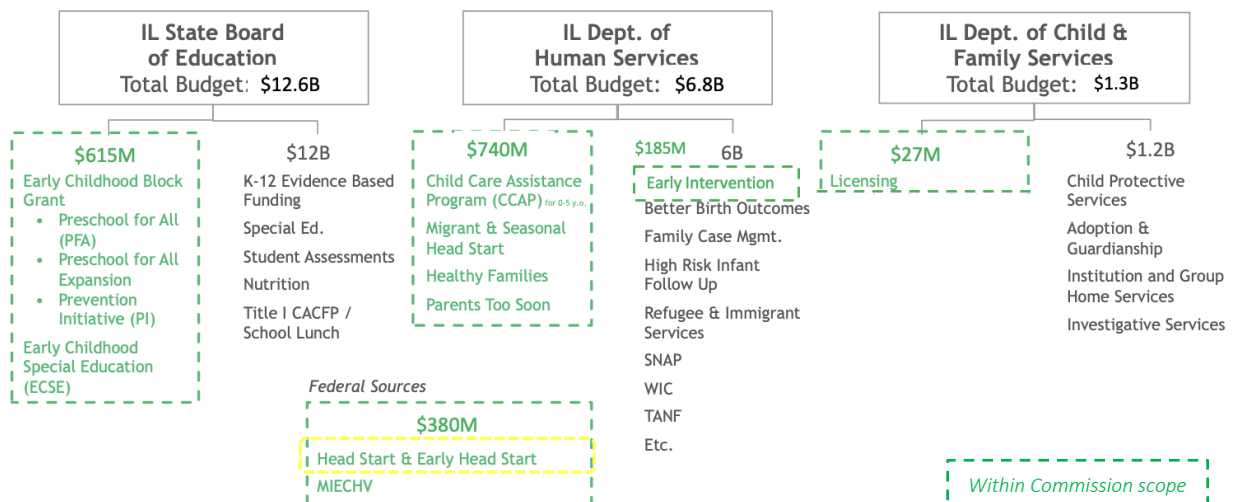 IL State Board
of Education
Total Budget: $12.6B
IL Dept. of
Human Services
Total Budget: $6.8B
IL Dept. of Child &
Family Services
Total Budget: $1.3B
$615M
Early Childhood Block
Grant
• Preschool for All
(PFA)
• Preschool for All
Expansion
• Prevention
Initiative (PI)
Early Childhood
Special Education
(ECSE)
$12B
K-12 Evidence Based
Funding
Special Ed.
Student Assessments
Nutrition
Title I CACFP /
School Lunch
$740M
Child Care Assistance
Program (CCAP) for 0-5 y.o.
Migrant & Seasonal
Head Start
Healthy Families
Parents Too Soon
$185M
6B
Early Intervention
Better Birth Outcomes
Family Case Mgmt.
High Risk Infant
Follow Up
Refugee & Immigrant
Services
SNAP
WIC
TANF
Etc.
$27M
Licensing
$1.2B
Child Protective
Services
Adoption &
Guardianship
Institution and Group
Home Services
Investigative Services
Federal Sources
$380M
Head Start & Early Head Start
MIECHV
Within Commission scope